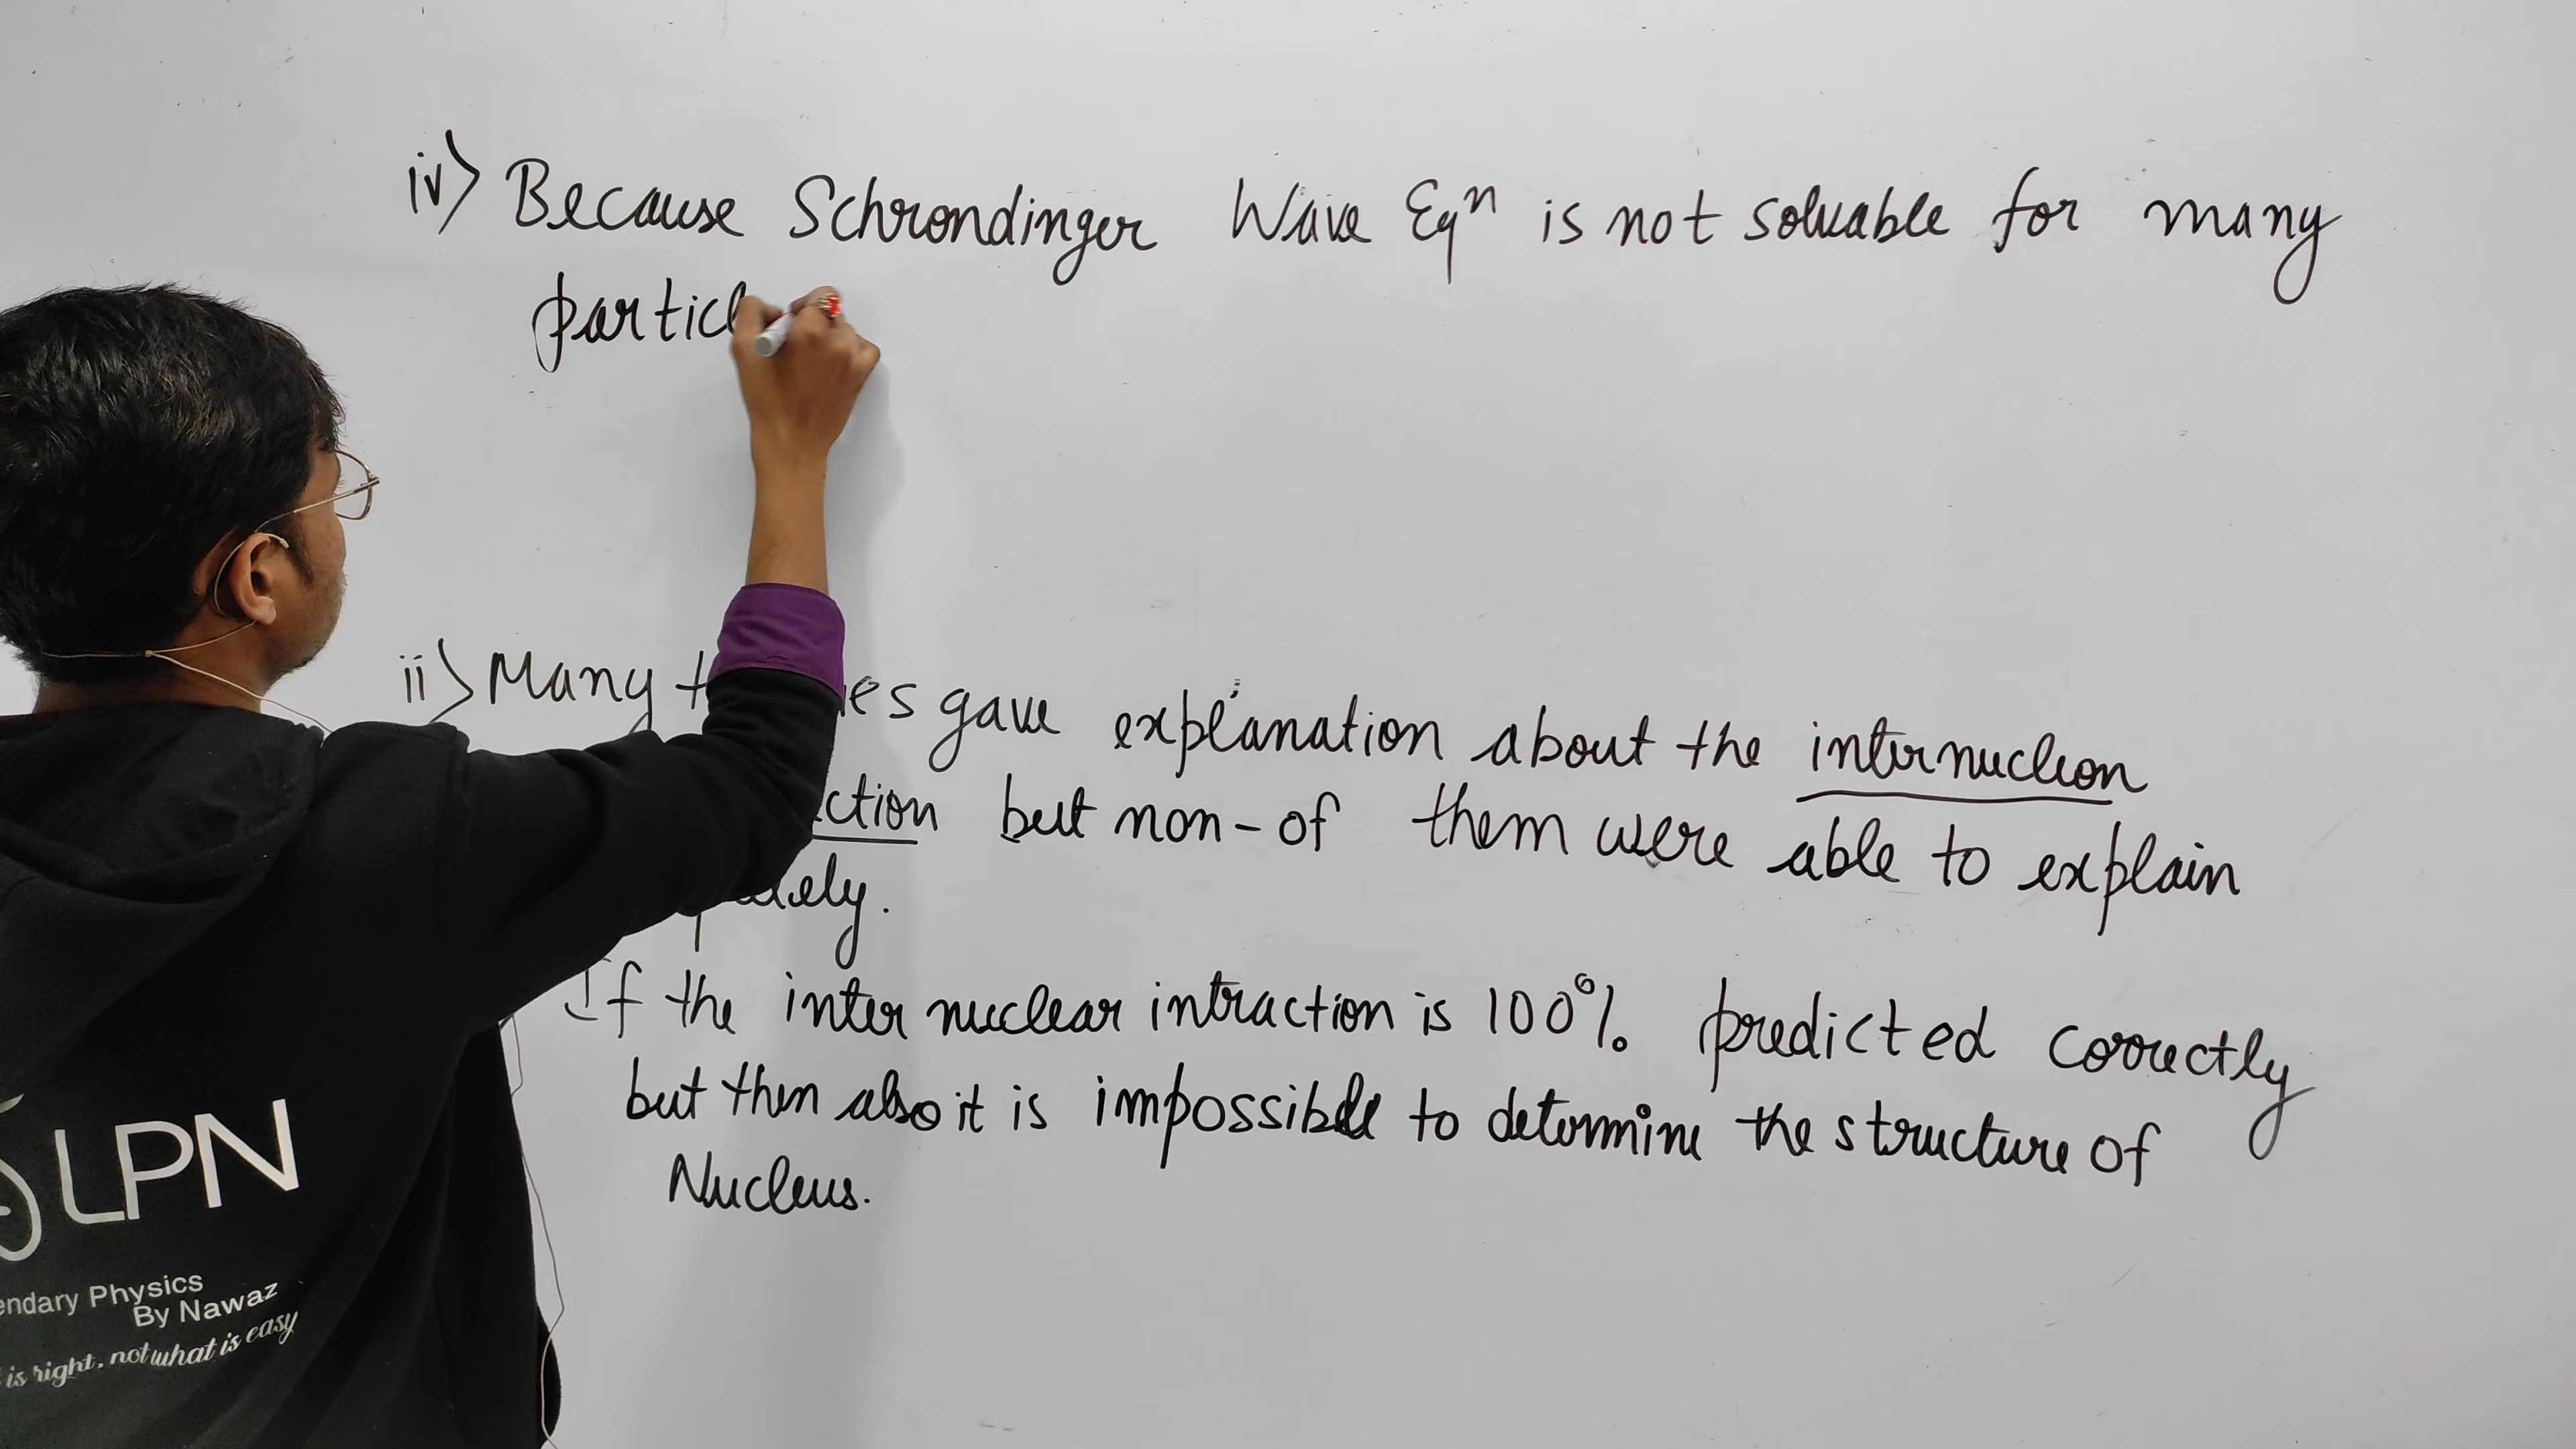 iv) Because Schrondinger Wave Eqⁿ is not soluable for many
particl
ii) Many es gave explanation about the internucleon
ction but non-of them were able to explain
ely.
If the inter nuclear intraction is 100% predicted correctly
but then also it is impossible to determine the structure of
Nucleus.
LPN
endary Physics
By Nawaz
is right, not what is easy